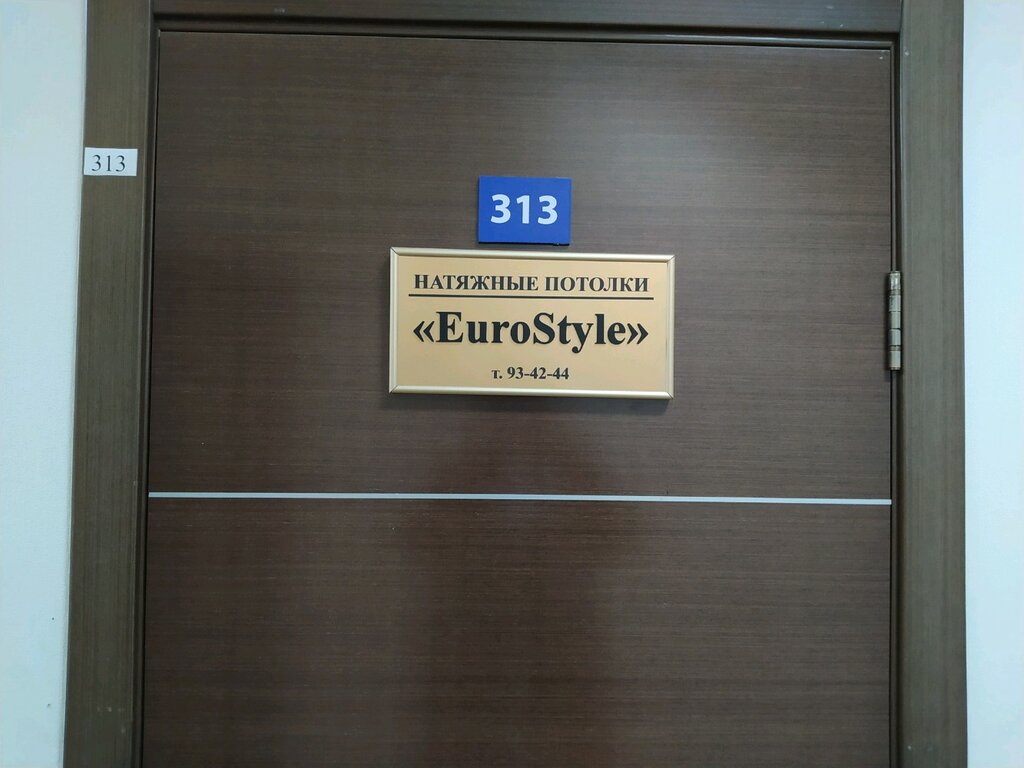 313
313
НАТЯЖНЫЕ ПОТОЛКИ
«EuroStyle»
т. 93-42-44